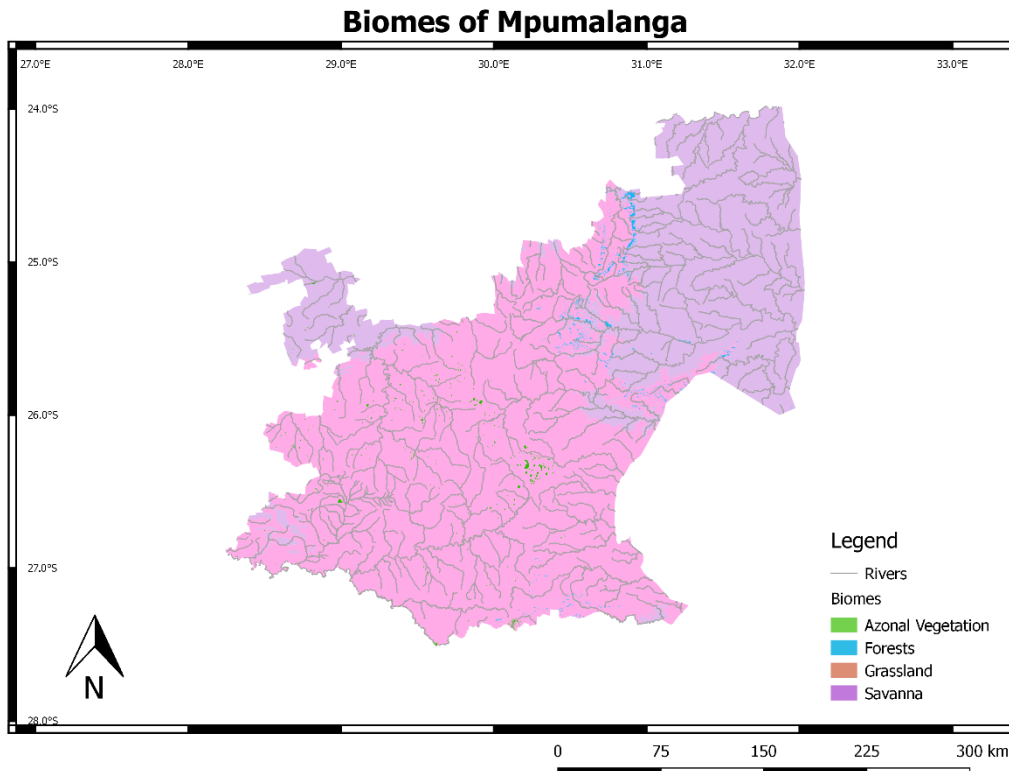 Biomes of Mpumalanga
27.0°E 28.0°E 29.0°E 30.0°E 31.0°E 32.0°E 33.0°E
24.0°S
25.0°S
26.0°S
27.0°S
28.0°S
Legend
Rivers
Biomes
Azonal Vegetation
Forests
Grassland
Savanna
N
0 75 150 225 300 km